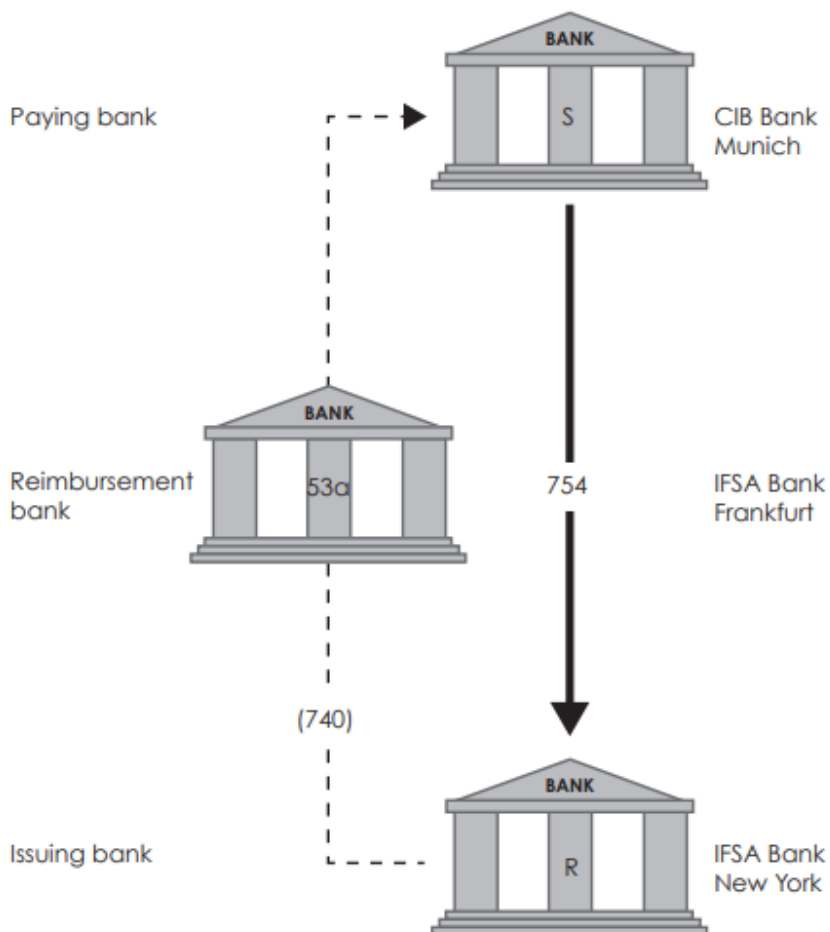 BANK
Paying bank
S
CIB Bank
Munich
BANK
Reimbursement
bank
53a
754
IFSA Bank
Frankfurt
(740)
BANK
Issuing bank
R
IFSA Bank
New York